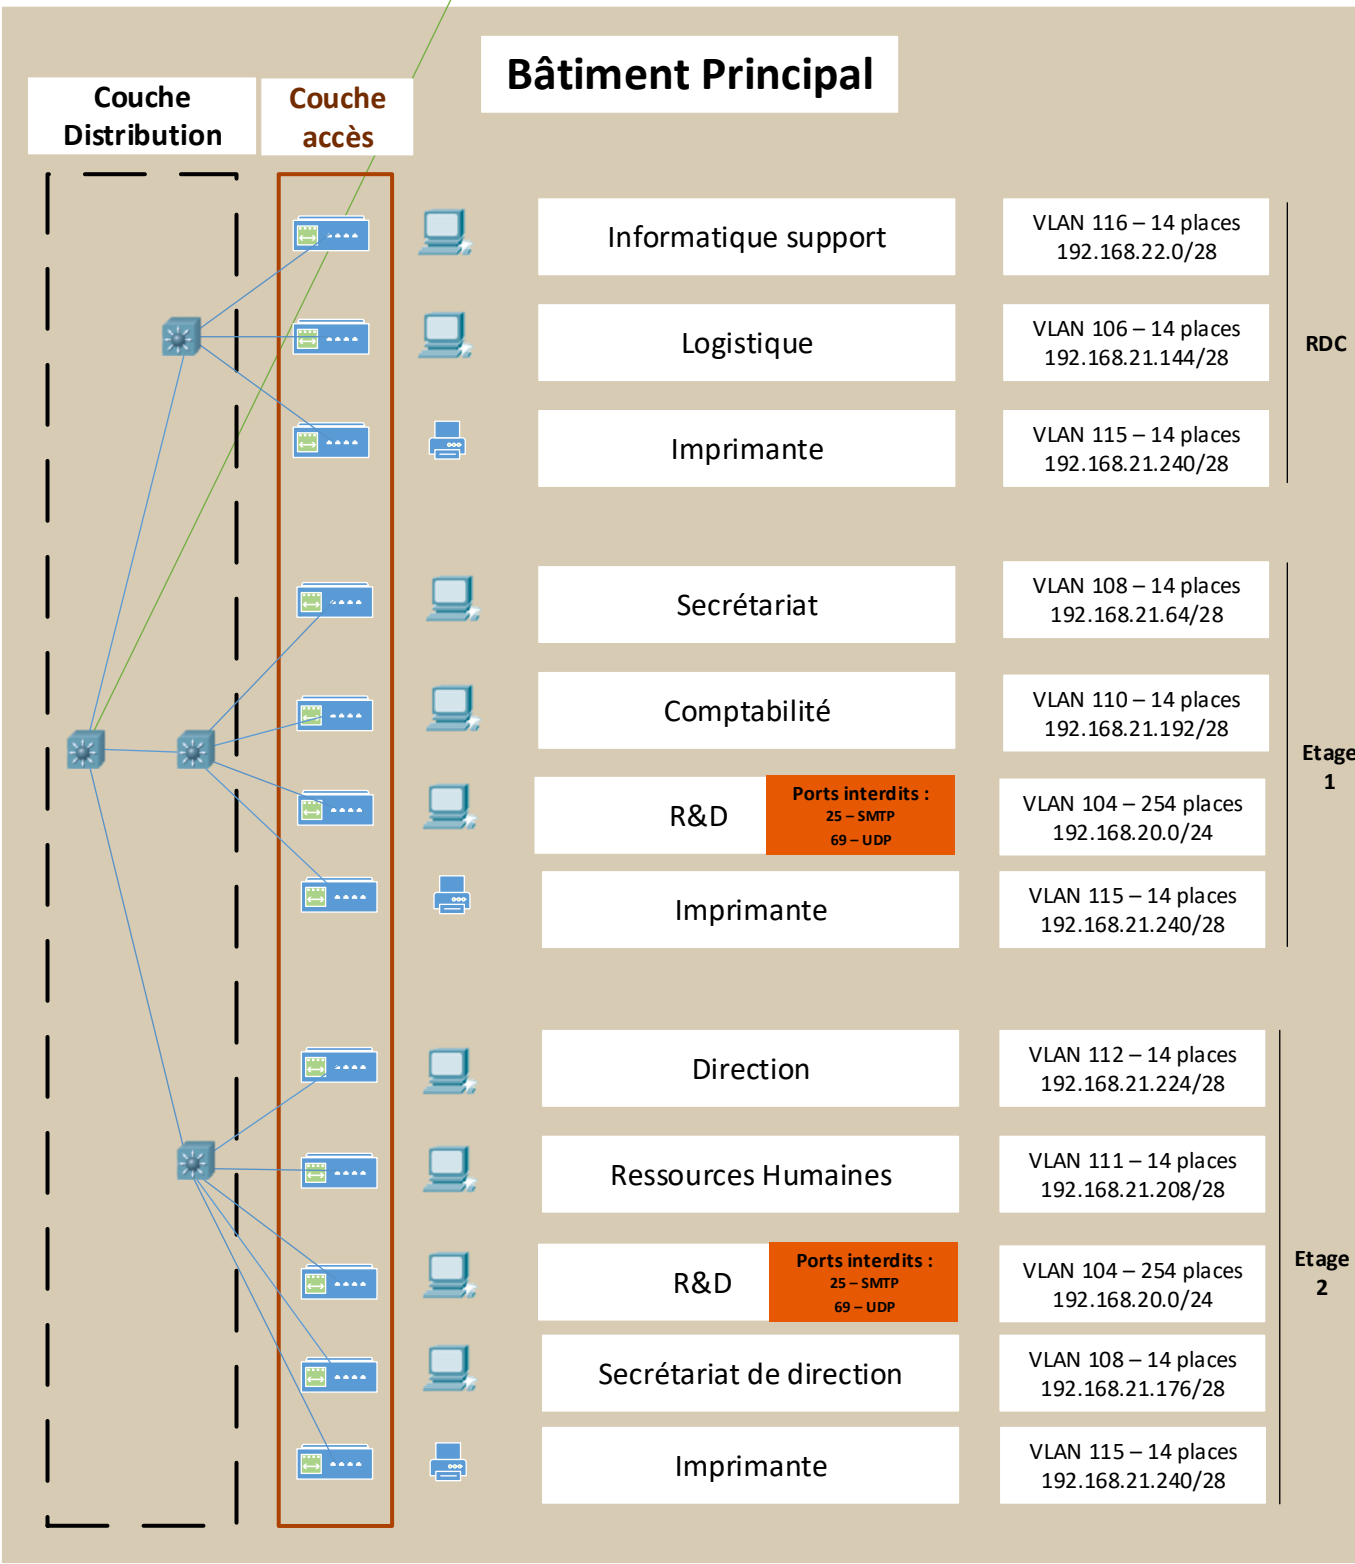 Bâtiment Principal
Couche
Distribution
Couche
accès
Informatique support
VLAN 116 – 14 places
192.168.22.0/28
Logistique
VLAN 106 – 14 places
192.168.21.144/28
RDC
Imprimante
VLAN 115 – 14 places
192.168.21.240/28
Secrétariat
VLAN 108 – 14 places
192.168.21.64/28
Comptabilité
VLAN 110 – 14 places
192.168.21.192/28
Etage
1
R&D
Ports interdits :
25 – SMTP
69 – UDP
VLAN 104 – 254 places
192.168.20.0/24
Imprimante
VLAN 115 – 14 places
192.168.21.240/28
Direction
VLAN 112 – 14 places
192.168.21.224/28
Ressources Humaines
VLAN 111 – 14 places
192.168.21.208/28
R&D
Ports interdits :
25 – SMTP
69 – UDP
VLAN 104 – 254 places
192.168.20.0/24
Etage
2
Secrétariat de direction
VLAN 108 – 14 places
192.168.21.176/28
Imprimante
VLAN 115 – 14 places
192.168.21.240/28